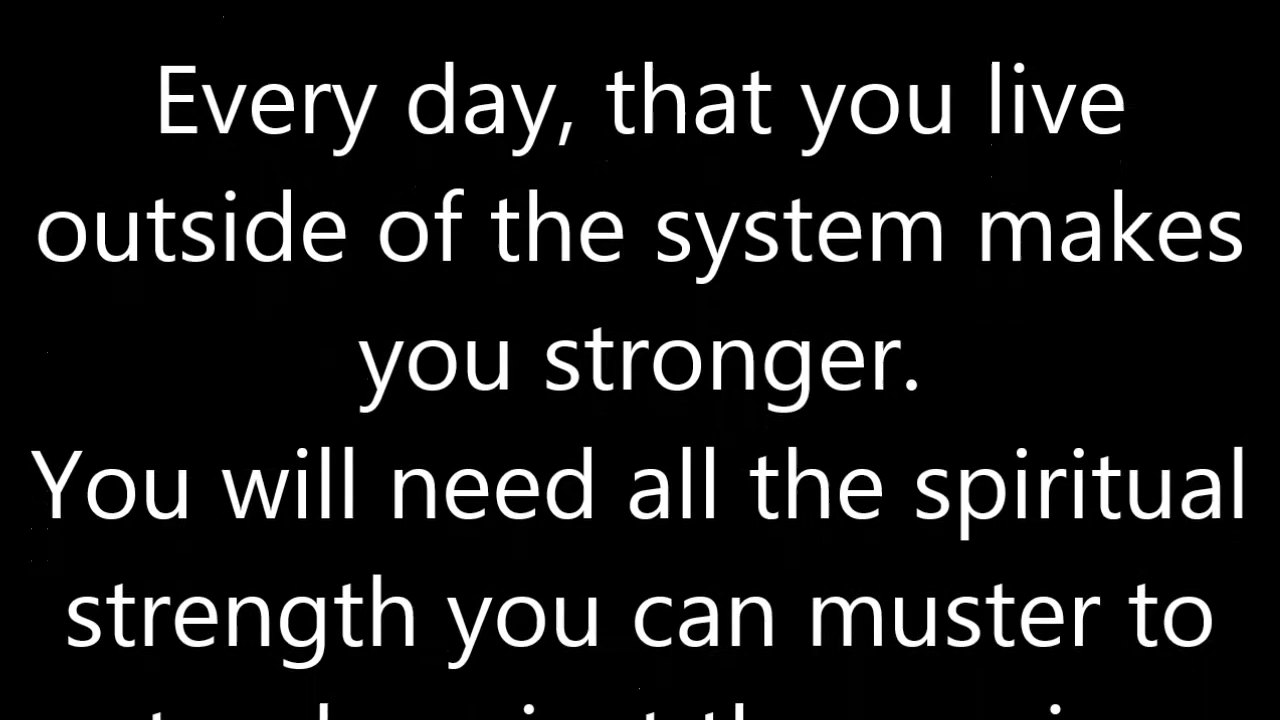 Every day, that you live
outside of the system makes
you stronger.
You will need all the spiritual
strength you can muster to